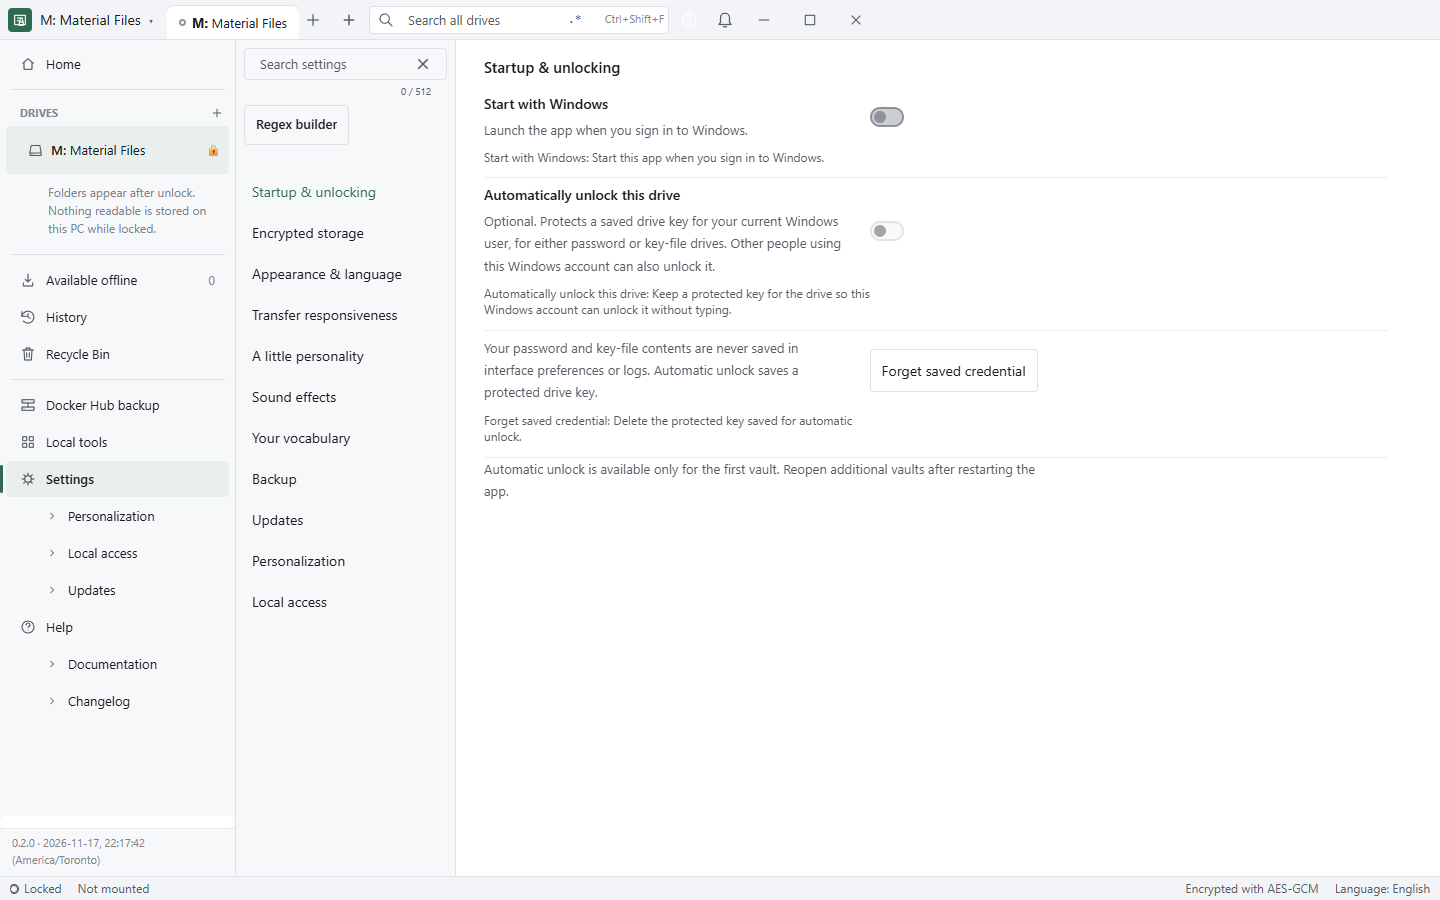 M: Material Files
M: Material Files
Search all drives
.*
Ctrl+Shift+F
Home
DRIVES
M: Material Files
Folders appear after unlock.
Nothing readable is stored on
this PC while locked.
Available offline
0
History
Recycle Bin
Docker Hub backup
Local tools
Settings
Personalization
Local access
Updates
Help
Documentation
Changelog
0.2.0 · 2026-11-17, 22:17:42
(America/Toronto)
Search settings
0 / 512
Regex builder
Startup & unlocking
Encrypted storage
Appearance & language
Transfer responsiveness
A little personality
Sound effects
Your vocabulary
Backup
Updates
Personalization
Local access
Startup & unlocking
Start with Windows
Launch the app when you sign in to Windows.
Start with Windows: Start this app when you sign in to Windows.
Automatically unlock this drive
Optional. Protects a saved drive key for your current Windows
user, for either password or key-file drives. Other people using
this Windows account can also unlock it.
Automatically unlock this drive: Keep a protected key for the drive so this
Windows account can unlock it without typing.
Your password and key-file contents are never saved in
interface preferences or logs. Automatic unlock saves a
protected drive key.
Forget saved credential
Forget saved credential: Delete the protected key saved for automatic
unlock.
Automatic unlock is available only for the first vault. Reopen additional vaults after restarting the
app.
Locked
Not mounted
Encrypted with AES-GCM
Language: English